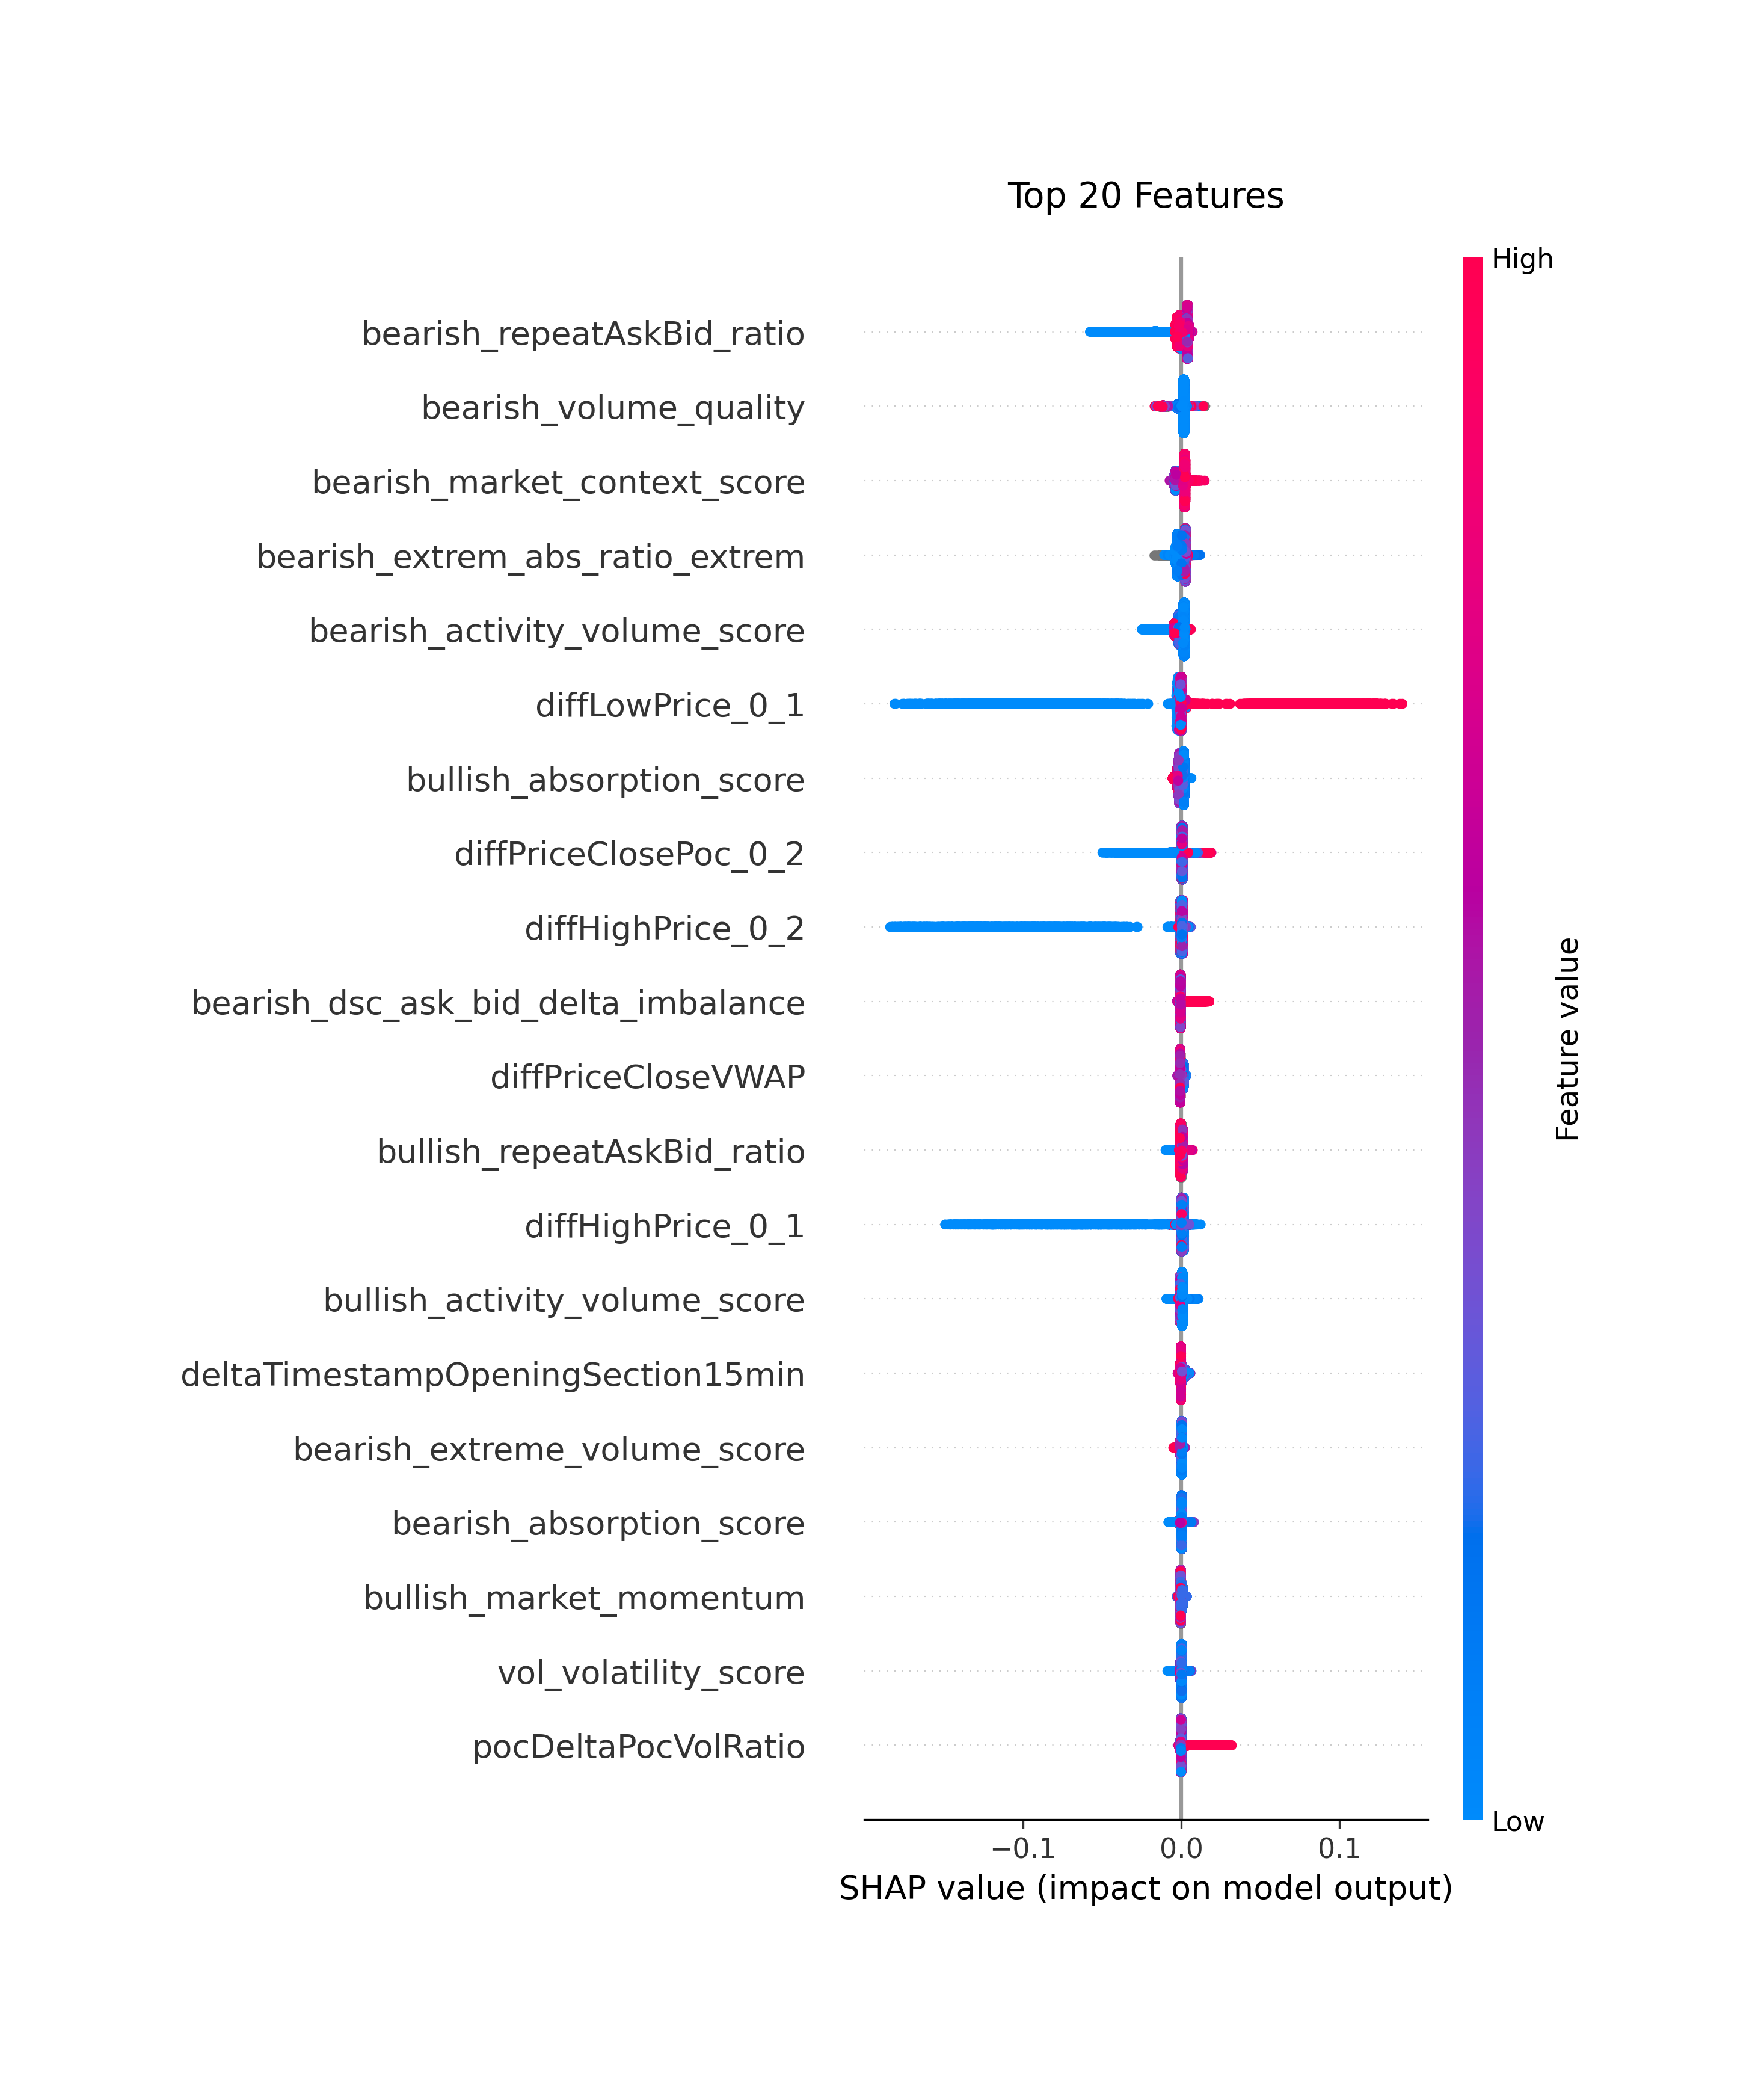 Top 20 Features
High
bearish_repeatAskBid_ratio
bearish_volume_quality
bearish_market_context_score
bearish_extrem_abs_ratio_extrem
bearish_activity_volume_score
diffLowPrice_0_1
bullish_absorption_score
diffPriceClosePoc_0_2
diffHighPrice_0_2
bearish_dsc_ask_bid_delta_imbalance
diffPriceCloseVWAP
bullish_repeatAskBid_ratio
diffHighPrice_0_1
bullish_activity_volume_score
deltaTimestampOpeningSection15min
bearish_extreme_volume_score
bearish_absorption_score
bullish_market_momentum
vol_volatility_score
pocDeltaPocVolRatio
Feature value
Low
−0.1 0.0 0.1
SHAP value (impact on model output)